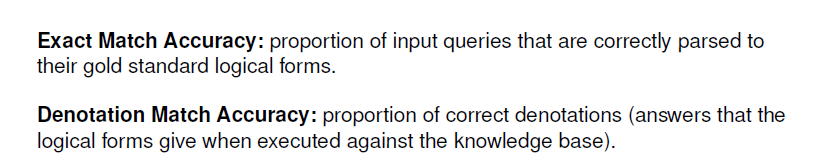 Exact Match Accuracy: proportion of input queries that are correctly parsed to
their gold standard logical forms.
Denotation Match Accuracy: proportion of correct denotations (answers that the
logical forms give when executed against the knowledge base).